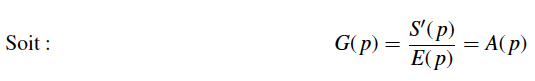 Soit : G(p) = S′(p) / E(p) = A(p)